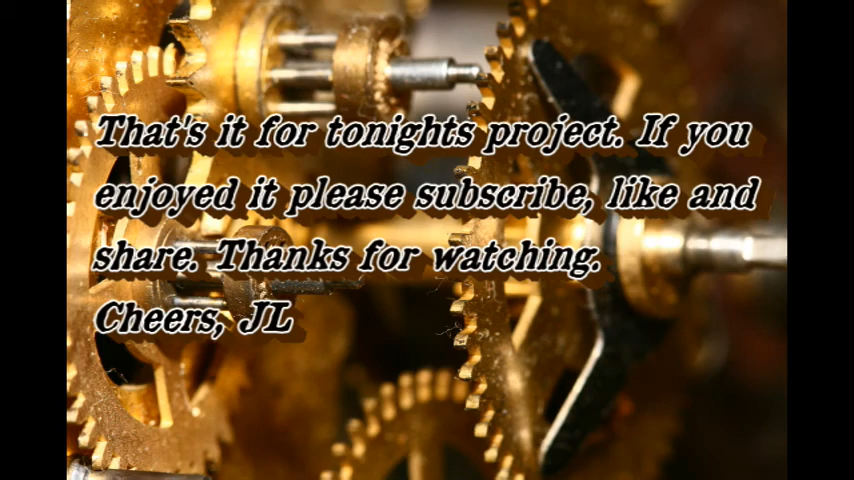 That's it for tonights project. If you
enjoyed it please subscribe, like and
share. Thanks for watching.
Cheers, JL